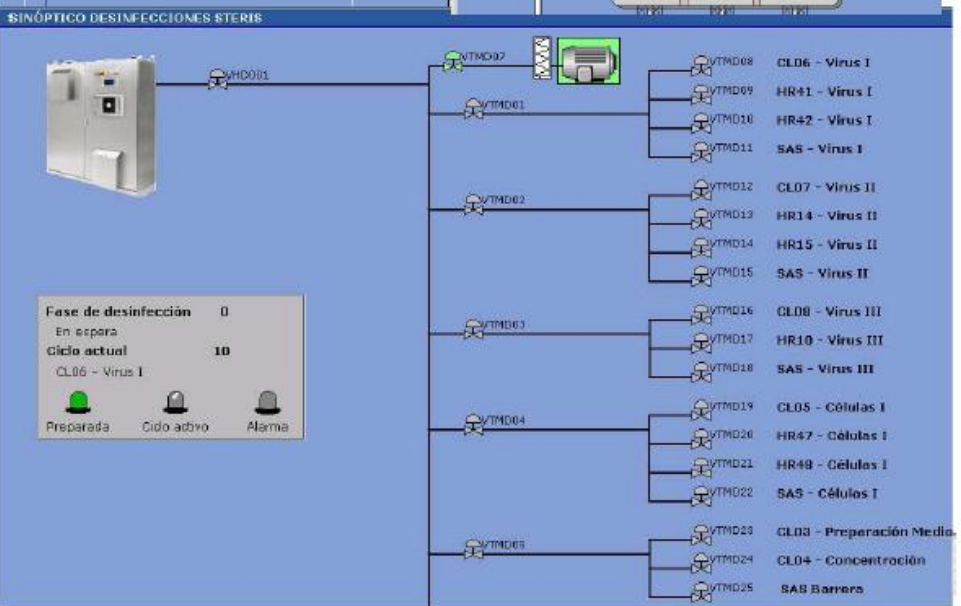 SINÓPTICO DESINFECCIONES STERIS
VHD001
VTMD07
VTMD01
VTMD08 CL06 - Virus I
VTMD09 HR41 - Virus I
VTMD10 HR42 - Virus I
VTMD11 SAS - Virus I
VTMD02
VTMD12 CL07 - Virus II
VTMD13 HR14 - Virus II
VTMD14 HR15 - Virus II
VTMD15 SAS - Virus II
Fase de desinfección 0
En espera
Ciclo actual 10
CL06 - Virus I
Preparada Ciclo activo Alarma
VTMD03
VTMD16 CL08 - Virus III
VTMD17 HR10 - Virus III
VTMD18 SAS - Virus III
VTMD04
VTMD19 CL05 - Células I
VTMD20 HR47 - Células I
VTMD21 HR48 - Células I
VTMD22 SAS - Células I
VTMD05
VTMD23 CL03 - Preparación Medio.
VTMD24 CL04 - Concentración
VTMD25 SAS Barrera